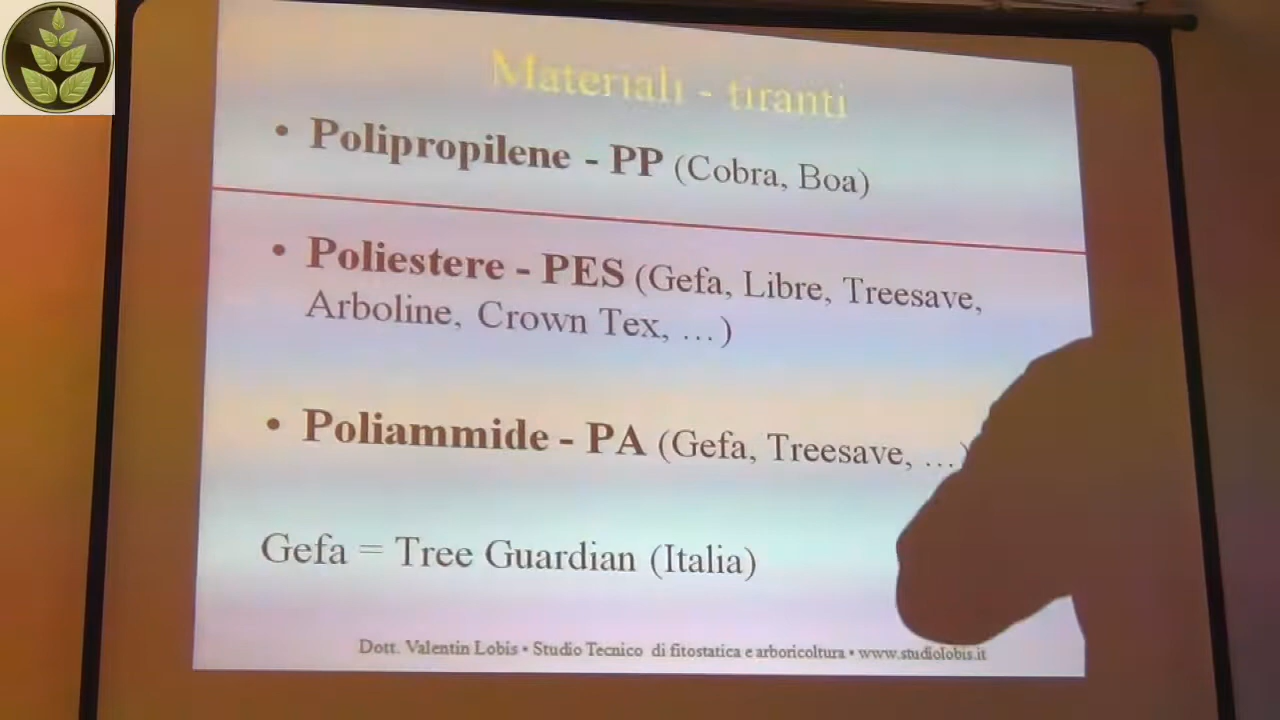 Materiali - tiranti
• Polipropilene - PP (Cobra, Boa)
• Poliestere - PES (Gefa, Libre, Treesave,
Arboline, Crown Tex, …)
• Poliammide - PA (Gefa, Treesave, …)
Gefa = Tree Guardian (Italia)
Dott. Valentin Lobis • Studio Tecnico di fitostatica e arboricoltura • www.studiolobis.it